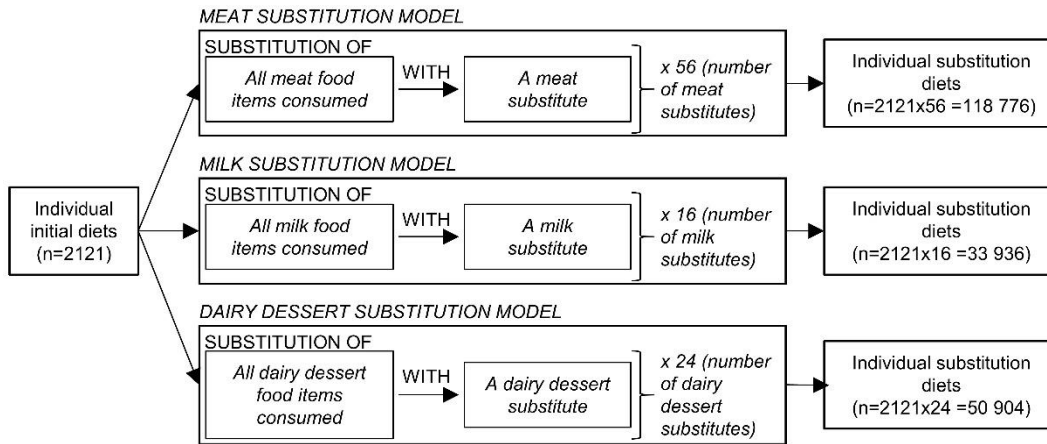 MEAT SUBSTITUTION MODEL
SUBSTITUTION OF
All meat food
items consumed
WITH
A meat
substitute
x 56 (number
of meat
substitutes)
Individual substitution
diets
(n=2121x56 =118 776)
Individual
initial diets
(n=2121)
MILK SUBSTITUTION MODEL
SUBSTITUTION OF
All milk food
items consumed
WITH
A milk
substitute
x 16 (number
of milk
substitutes)
Individual substitution
diets
(n=2121x16 =33 936)
DAIRY DESSERT SUBSTITUTION MODEL
SUBSTITUTION OF
All dairy dessert
food items
consumed
WITH
A dairy dessert
substitute
x 24 (number
of dairy
dessert
substitutes)
Individual substitution
diets
(n=2121x24 =50 904)